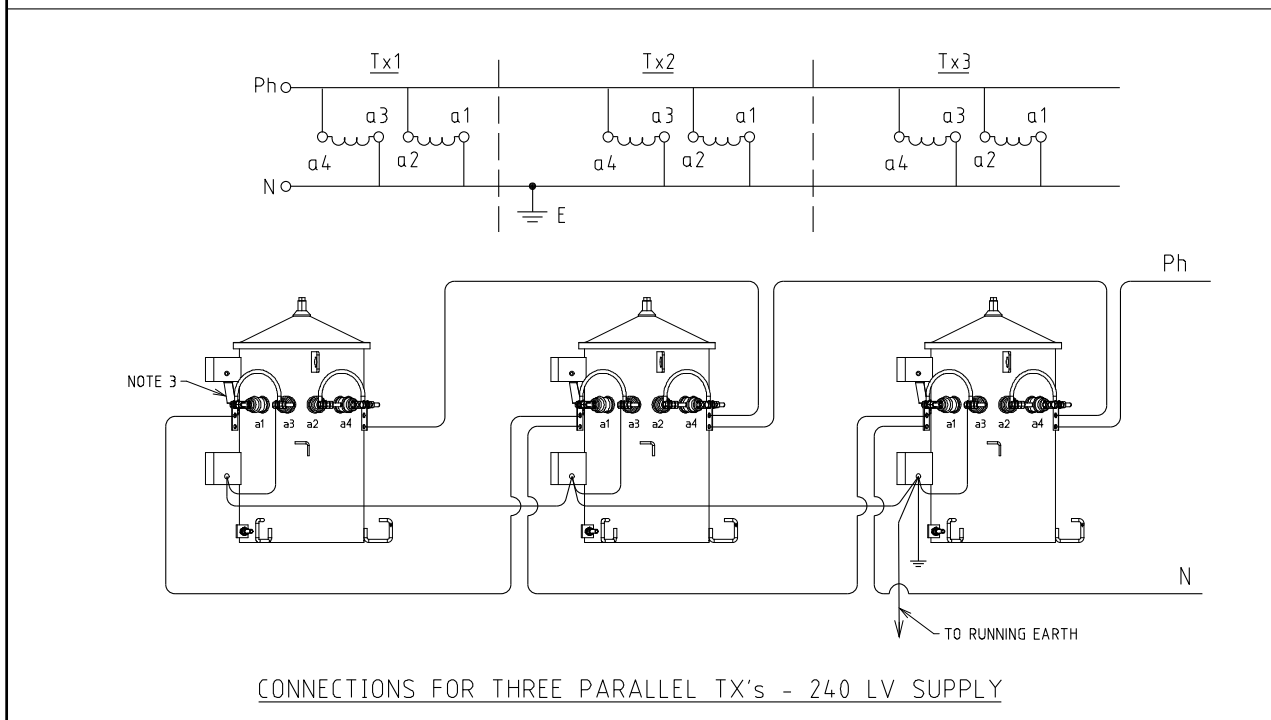 Tx1 Tx2 Tx3
Ph
a3 a1 a3 a1 a3 a1
a4 a2 a4 a2 a4 a2
N
E
Ph
NOTE 3
a1 a3 a2 a4 a1 a3 a2 a4 a1 a3 a2 a4
N
TO RUNNING EARTH
CONNECTIONS FOR THREE PARALLEL TX's - 240 LV SUPPLY